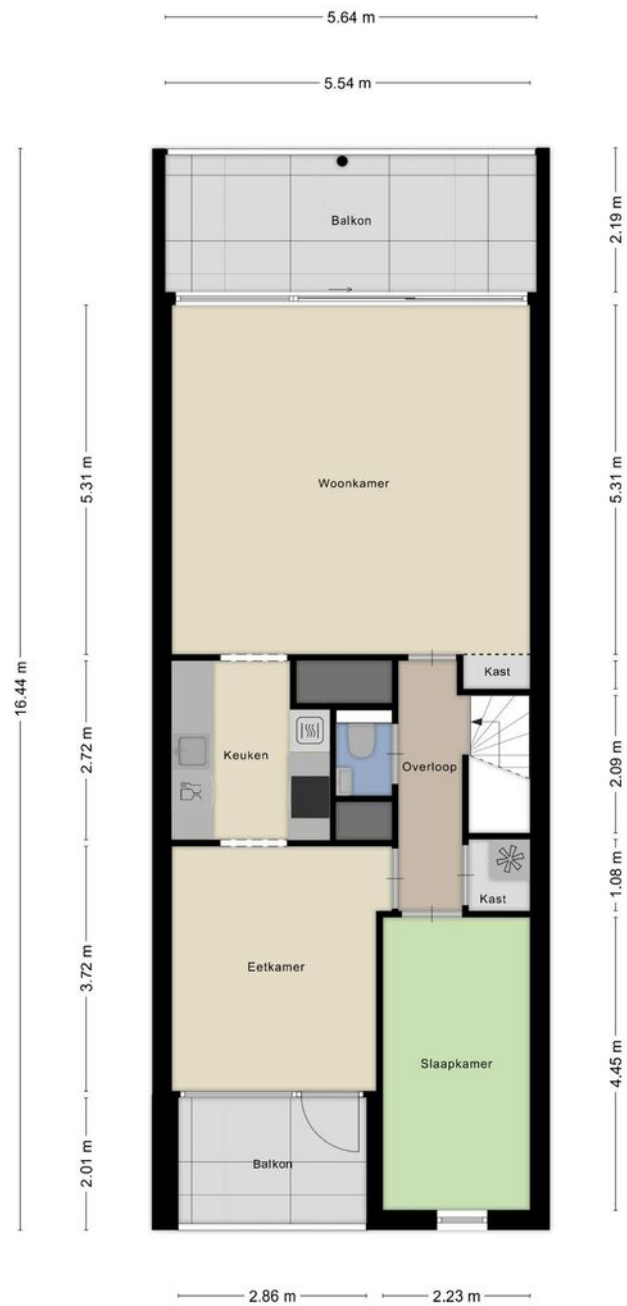 5.64 m
5.54 m
Balkon
2.19 m
5.31 m
5.31 m
Woonkamer
16.44 m
Kast
2.72 m
Keuken
Overloop
2.09 m
1.08 m
Kast
Eetkamer
3.72 m
Slaapkamer
4.45 m
Balkon
2.01 m
2.86 m
2.23 m